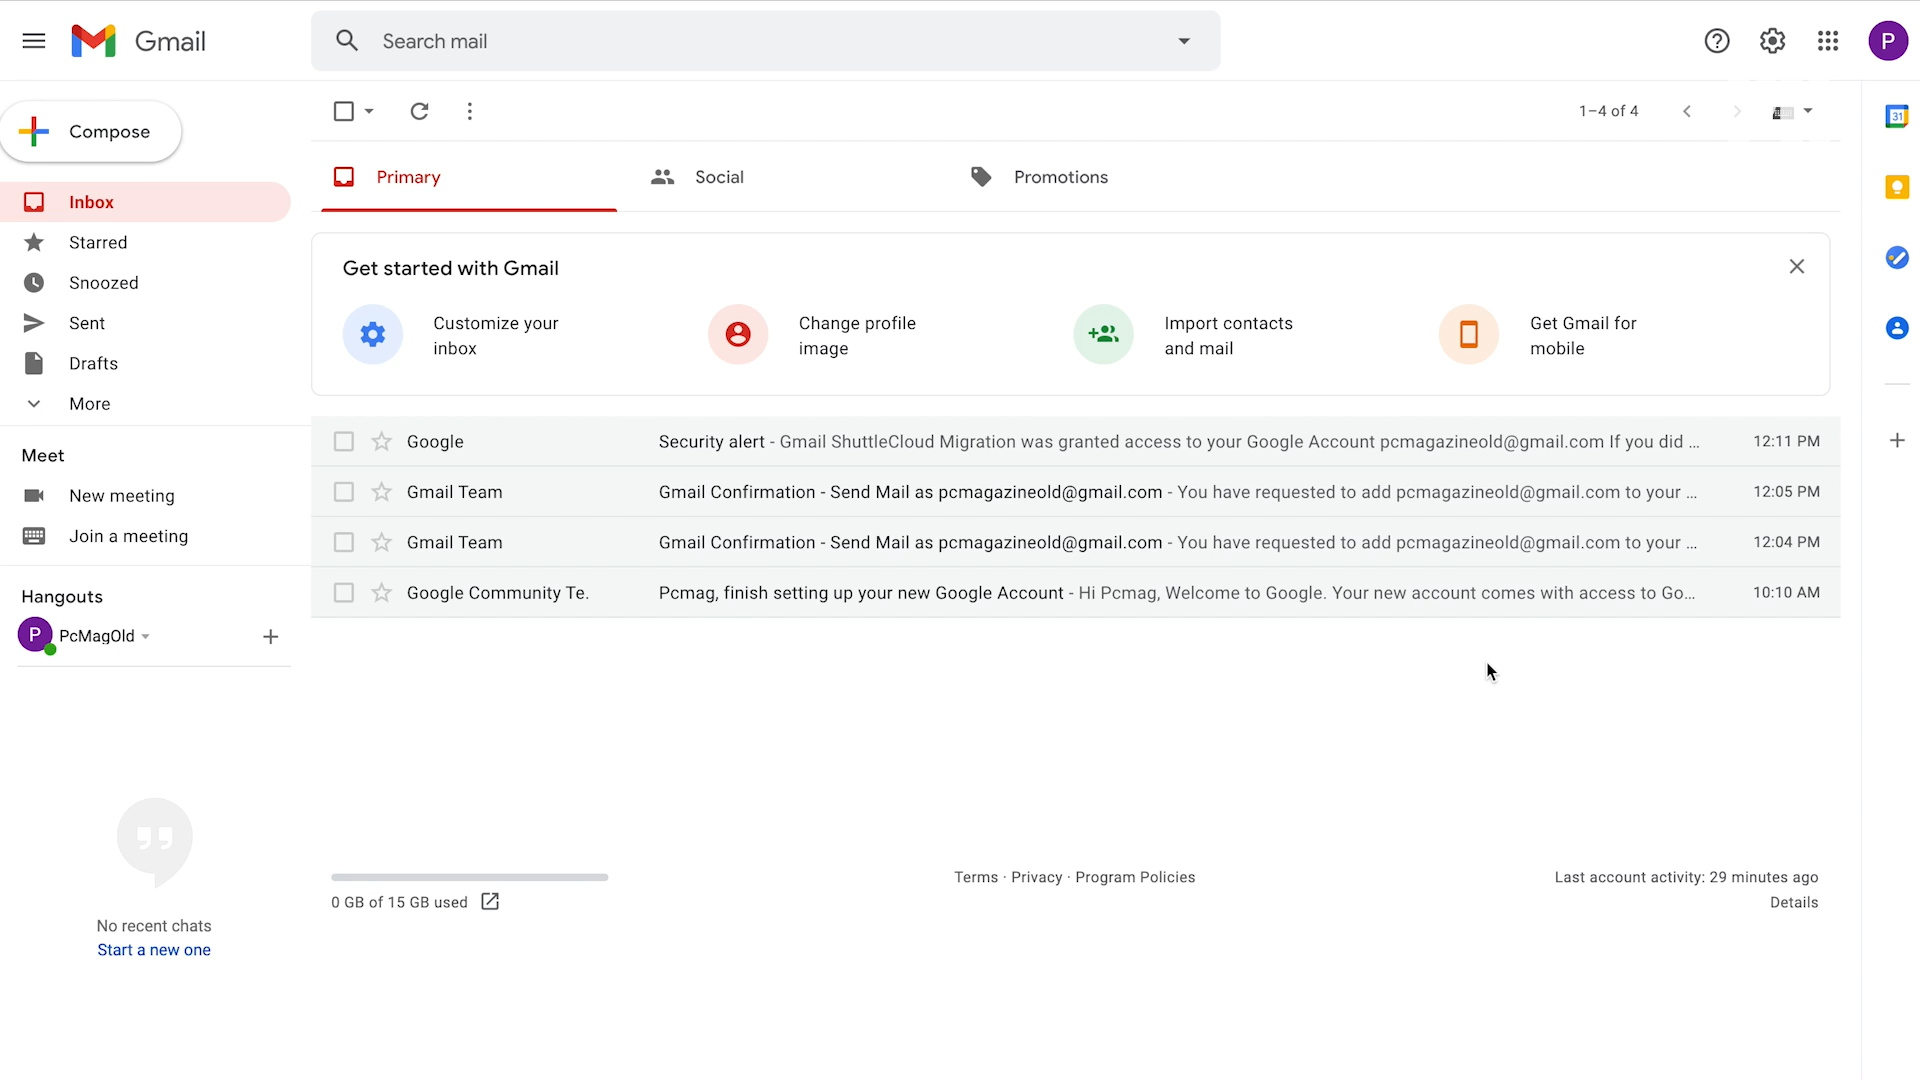 Gmail
Search mail
P
Compose
1–4 of 4
31
Primary
Social
Promotions
Inbox
Starred
Snoozed
Sent
Drafts
More
Get started with Gmail
Customize your
inbox
Change profile
image
Import contacts
and mail
Get Gmail for
mobile
Google Security alert - Gmail ShuttleCloud Migration was granted access to your Google Account pcmagazineold@gmail.com If you did ... 12:11 PM
Gmail Team Gmail Confirmation - Send Mail as pcmagazineold@gmail.com - You have requested to add pcmagazineold@gmail.com to your ... 12:05 PM
Gmail Team Gmail Confirmation - Send Mail as pcmagazineold@gmail.com - You have requested to add pcmagazineold@gmail.com to your ... 12:04 PM
Google Community Te. Pcmag, finish setting up your new Google Account - Hi Pcmag, Welcome to Google. Your new account comes with access to Go... 10:10 AM
Meet
New meeting
Join a meeting
Hangouts
P PcMagOld
No recent chats
Start a new one
0 GB of 15 GB used
Terms · Privacy · Program Policies
Last account activity: 29 minutes ago
Details